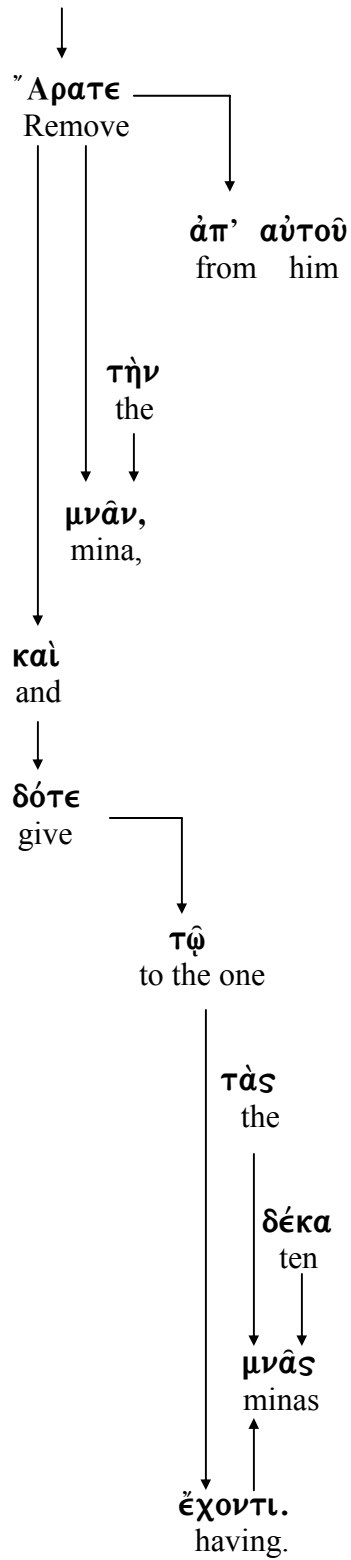 Ἄρατε
Remove
ἀπ’ αὐτοῦ
from him
τὴν
the
μνᾶν,
mina,
καὶ
and
δότε
give
τῷ
to the one
τὰς
the
δέκα
ten
μνᾶς
minas
ἔχοντι.
having.